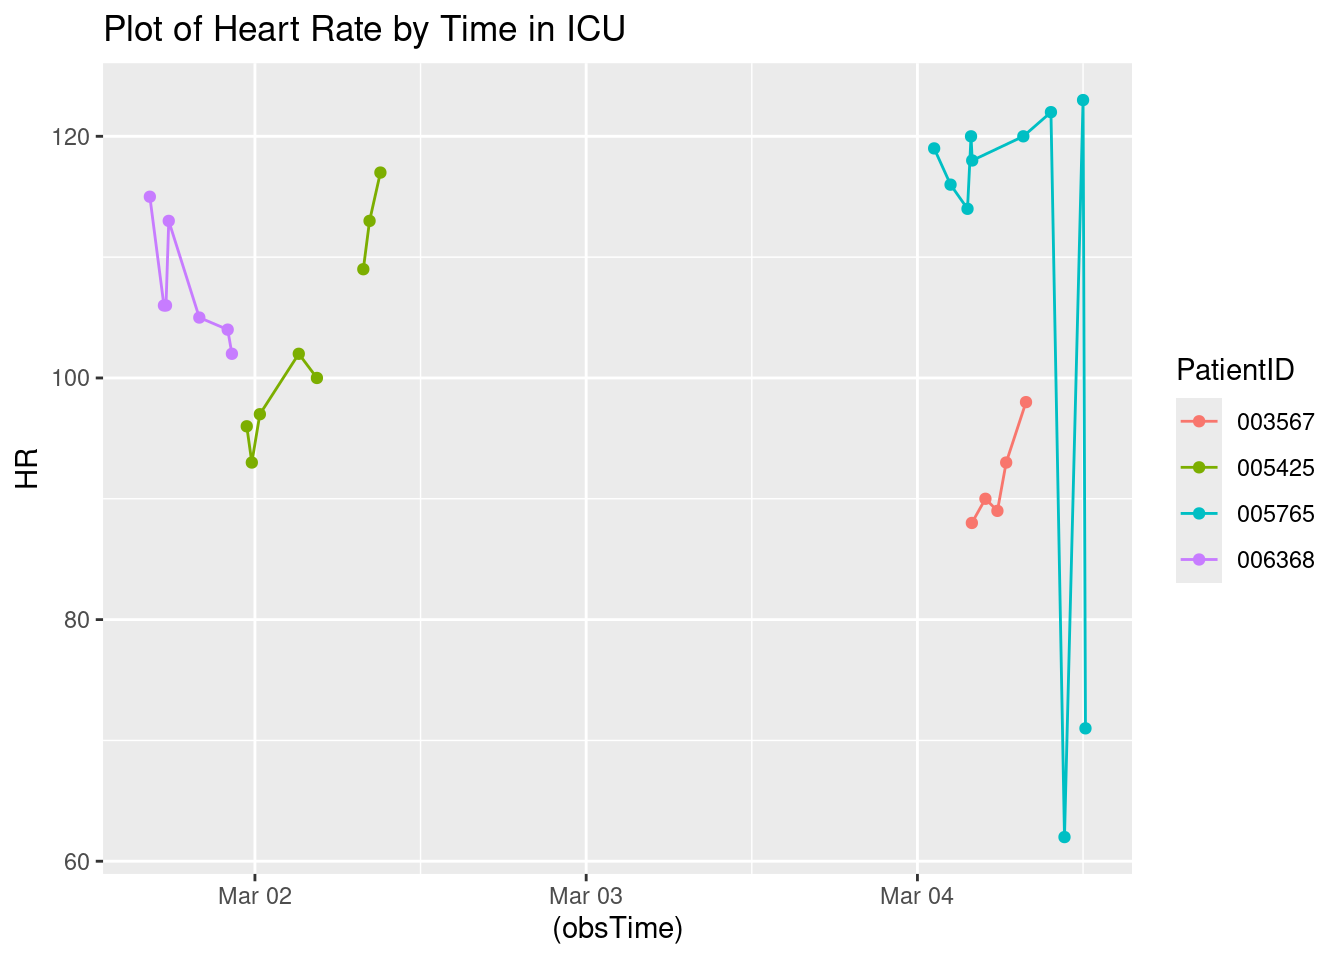 Plot of Heart Rate by Time in ICU
120
100
80
60
HR
Mar 02
Mar 03
Mar 04
(obsTime)
PatientID
003567
005425
005765
006368